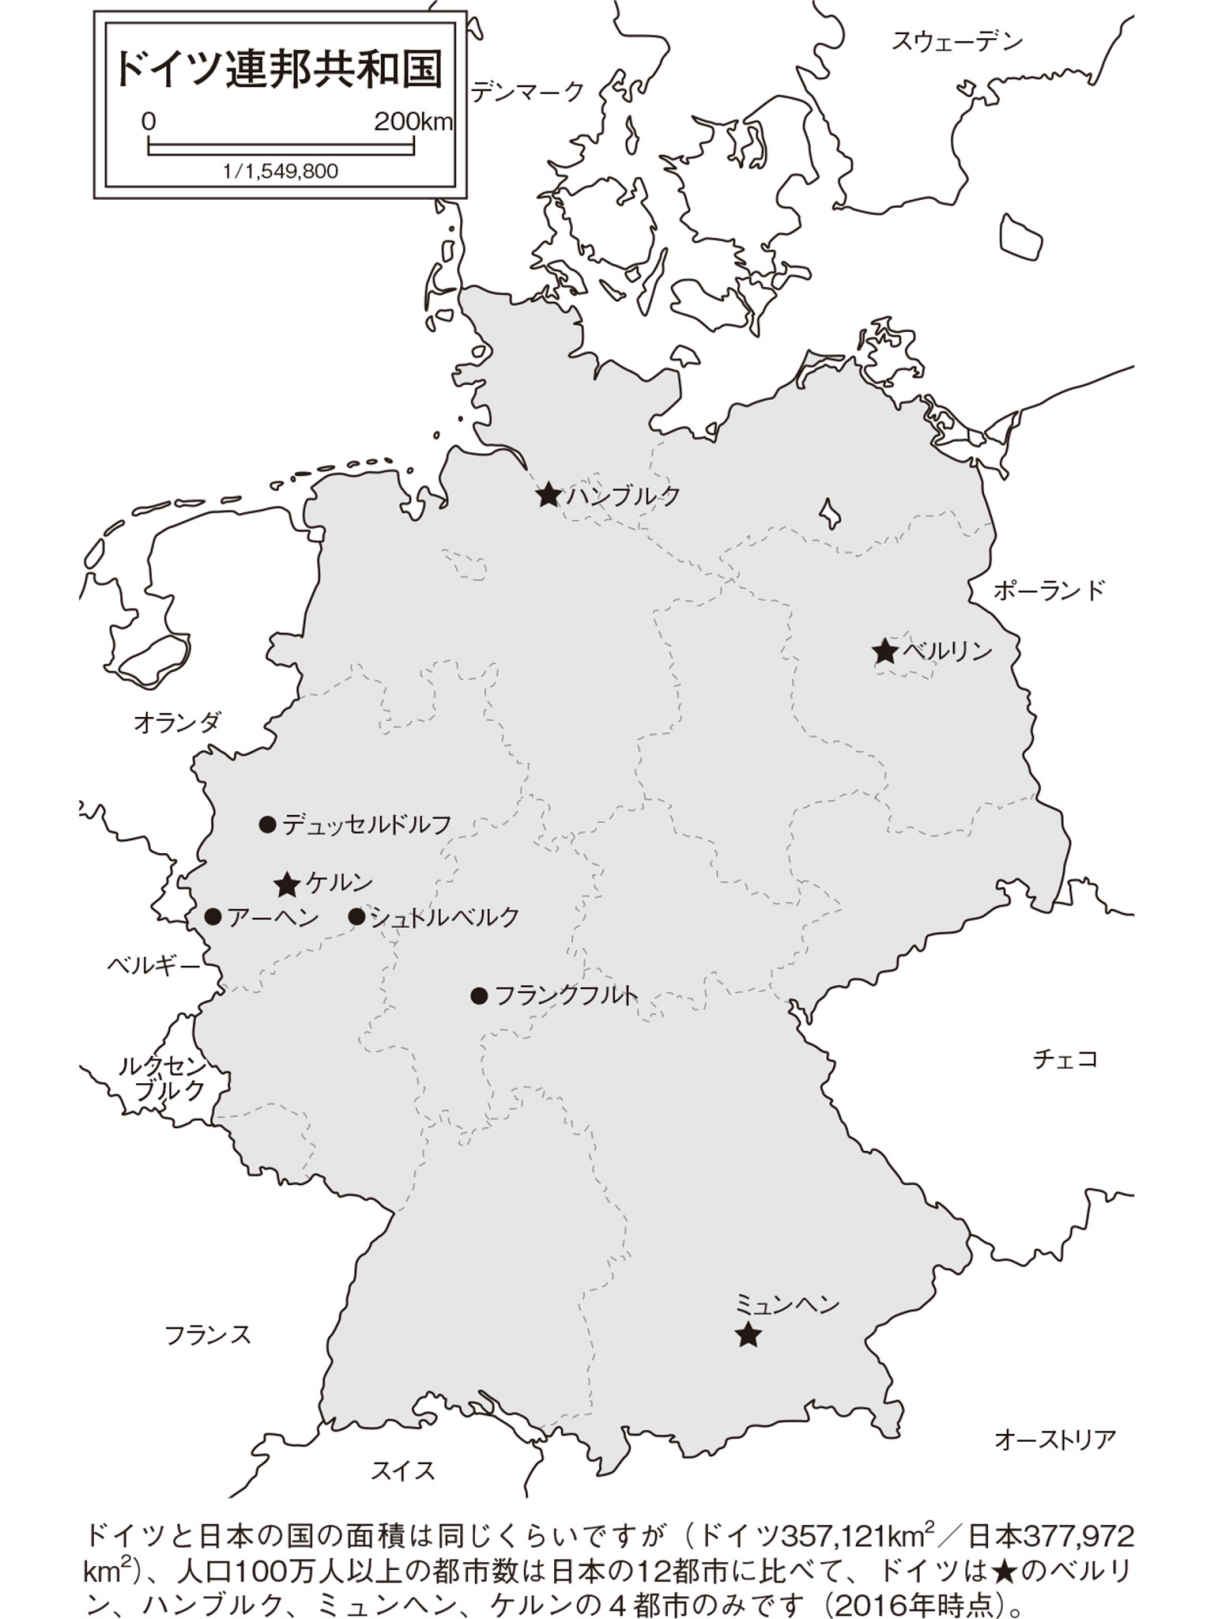 ドイツ連邦共和国
0 200km
1/1,549,800
スウェーデン
デンマーク
ハンブルク
ポーランド
ベルリン
オランダ
デュッセルドルフ
ケルン
アーヘン
シュトルベルク
ベルギー
フランクフルト
ルクセン
ブルク
チェコ
ミュンヘン
フランス
オーストリア
スイス
ドイツと日本の国の面積は同じくらいですが（ドイツ357,121km²／日本377,972
km²）、人口100万人以上の都市数は日本の12都市に比べて、ドイツは★のベルリ
ン、ハンブルク、ミュンヘン、ケルンの４都市のみです（2016年時点）。